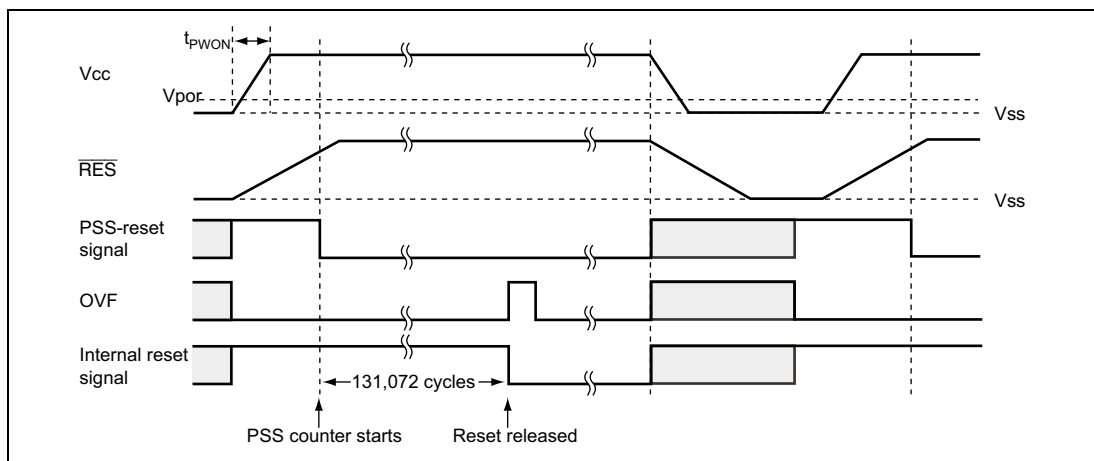 tPWON
Vcc
Vpor
Vss
RES
Vss
PSS-reset
signal
OVF
Internal reset
signal
131,072 cycles
PSS counter starts
Reset released